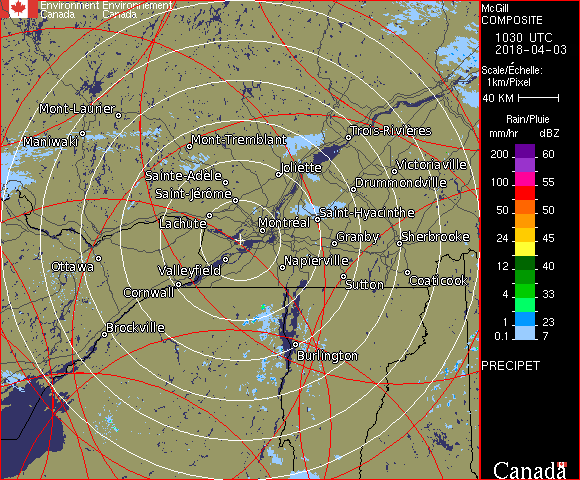 Environment Environnement
Canada Canada
McGill
COMPOSITE
1030 UTC
2018-04-03
Scale/Échelle:
1km/Pixel
40 KM
Rain/Pluie
mm/hr dBZ
200 60
100 55
50 50
24 45
12 40
4 33
1 23
0.1 7
PRECIPET
Canada
Mont-Laurier
Maniwaki
Mont-Tremblant
Trois-Rivières
Sainte-Adèle
Joliette
Victoriaville
Saint-Jérôme
Drummondville
Lachute
Montréal
Saint-Hyacinthe
Granby
Sherbrooke
Ottawa
Valleyfield
Napierville
Cornwall
Sutton
Coaticook
Brockville
Burlington